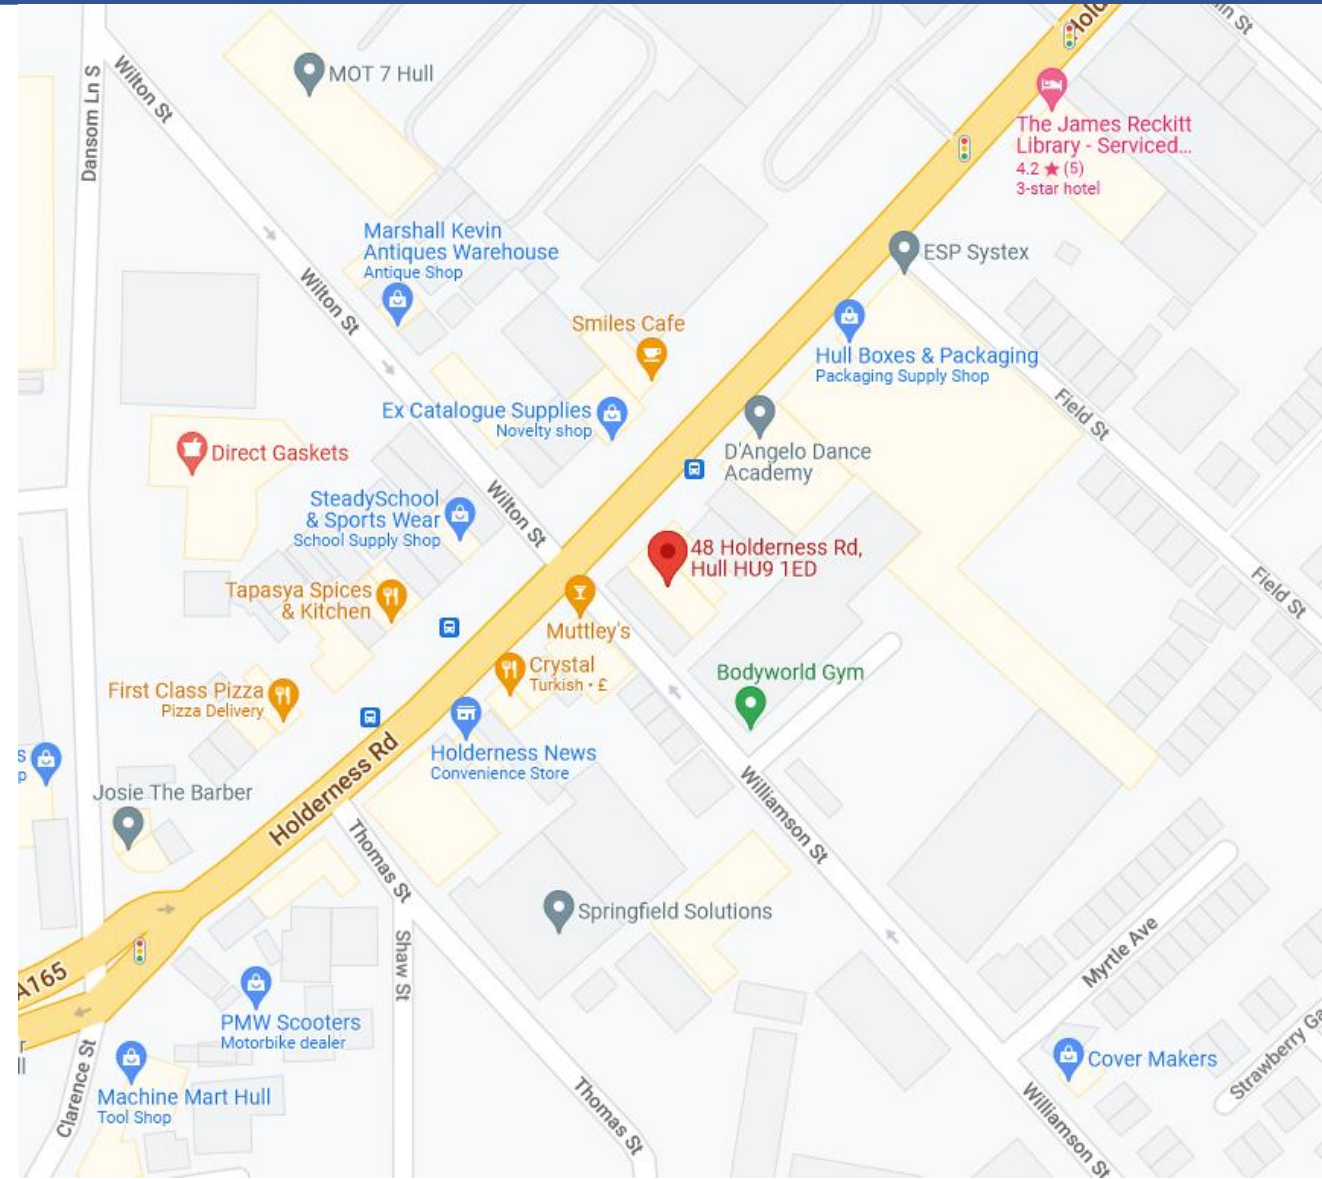 Hold
in St
Wilton St
Dansom Ln S
MOT 7 Hull
The James Reckitt
Library - Serviced...
4.2 ★ (5)
3-star hotel
Marshall Kevin
Antiques Warehouse
Antique Shop
ESP Systex
Wilton St
Smiles Cafe
Hull Boxes & Packaging
Packaging Supply Shop
Field St
Ex Catalogue Supplies
Novelty shop
D'Angelo Dance
Academy
Direct Gaskets
SteadySchool
& Sports Wear
School Supply Shop
Wilton St
48 Holderness Rd,
Hull HU9 1ED
Field St
Tapasya Spices
& Kitchen
Muttley's
Crystal
Turkish • £
Bodyworld Gym
First Class Pizza
Pizza Delivery
Holderness News
Convenience Store
s
p
Josie The Barber
Holderness Rd
Williamson St
Thomas St
Springfield Solutions
Shaw St
Myrtle Ave
A165
PMW Scooters
Motorbike dealer
Strawberry Ga
Cover Makers
Clarence St
Machine Mart Hull
Tool Shop
Thomas St
Williamson St